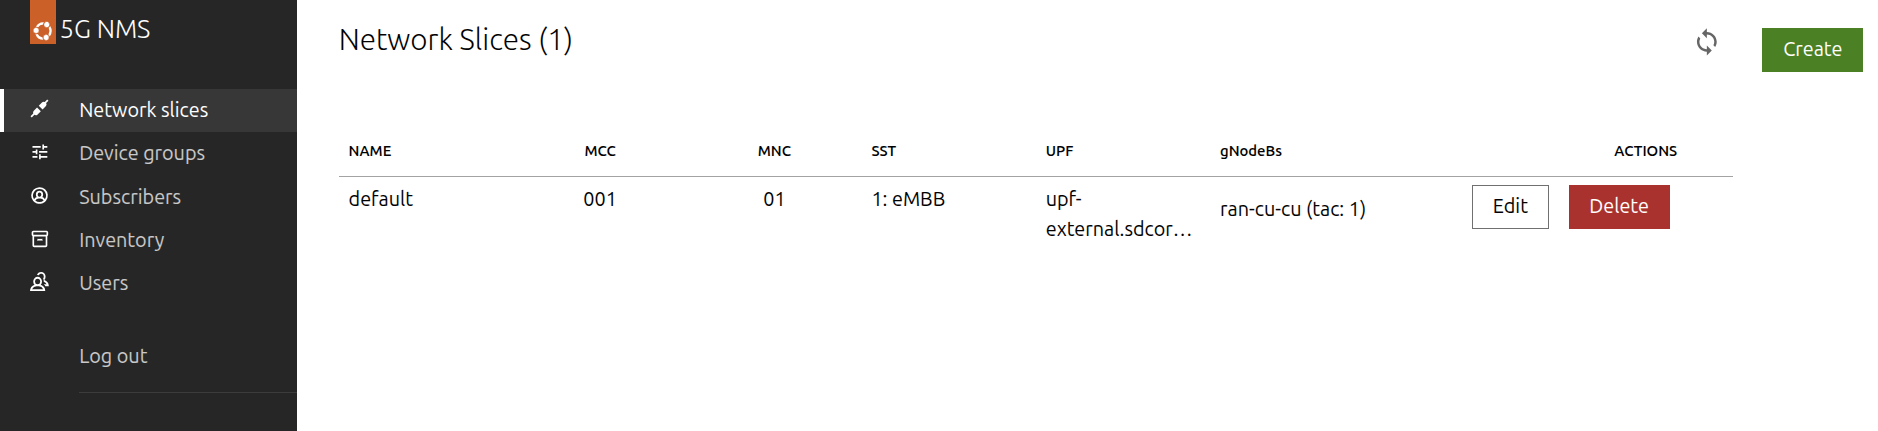 5G NMS
Network slices
Device groups
Subscribers
Inventory
Users
Log out
Network Slices (1)
Create
NAME MCC MNC SST UPF gNodeBs ACTIONS
default 001 01 1: eMBB upf- ran-cu-cu (tac: 1) Edit Delete
external.sdcor...